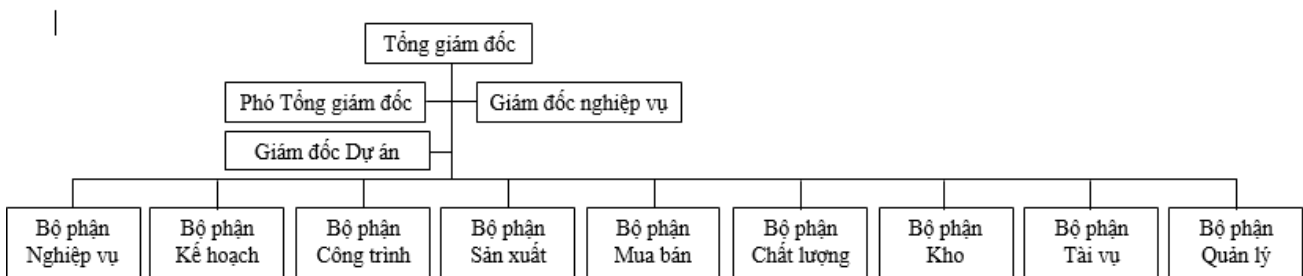 Tổng giám đốc
Phó Tổng giám đốc
Giám đốc nghiệp vụ
Giám đốc Dự án
Bộ phận
Nghiệp vụ
Bộ phận
Kế hoạch
Bộ phận
Công trình
Bộ phận
Sản xuất
Bộ phận
Mua bán
Bộ phận
Chất lượng
Bộ phận
Kho
Bộ phận
Tài vụ
Bộ phận
Quản lý